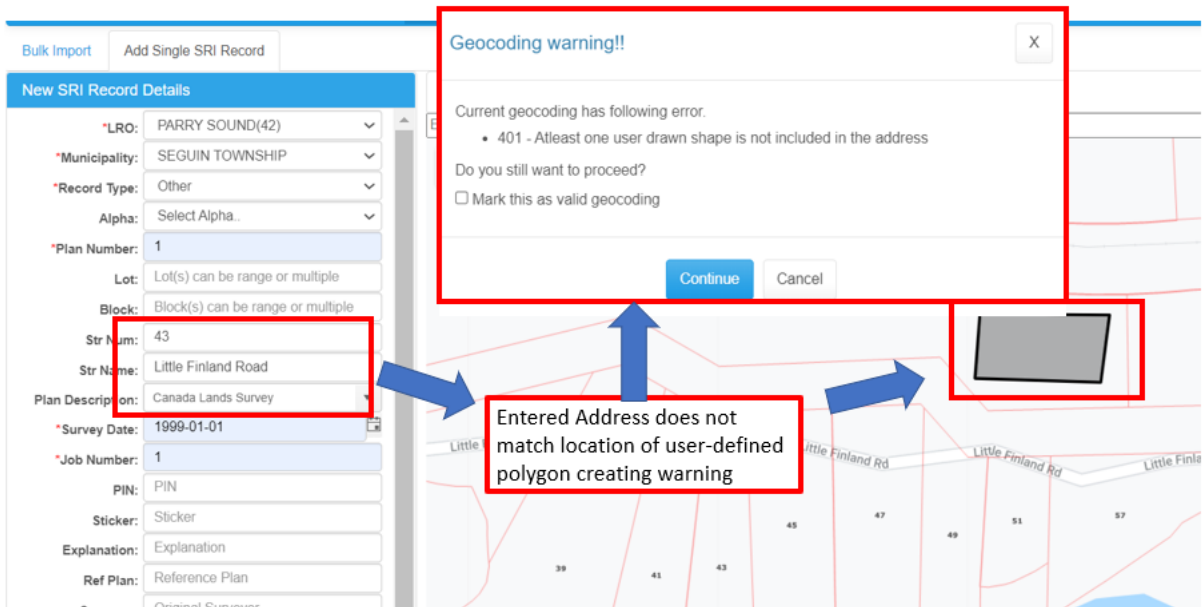 Bulk Import
Add Single SRI Record
New SRI Record Details
*LRO: PARRY SOUND(42)
*Municipality: SEGUIN TOWNSHIP
*Record Type: Other
Alpha: Select Alpha..
*Plan Number: 1
Lot: Lot(s) can be range or multiple
Block: Block(s) can be range or multiple
Str Num: 43
Str Name: Little Finland Road
Plan Description: Canada Lands Survey
*Survey Date: 1999-01-01
*Job Number: 1
PIN: PIN
Sticker: Sticker
Explanation: Explanation
Ref Plan: Reference Plan
Original Surveyor
Geocoding warning!!
X
Current geocoding has following error.
• 401 - Atleast one user drawn shape is not included in the address
Do you still want to proceed?
Mark this as valid geocoding
Continue
Cancel
Entered Address does not
match location of user-defined
polygon creating warning
Little
Little Finland Rd
Little Finland Rd
Little Finla
39
41
43
45
47
49
51
57